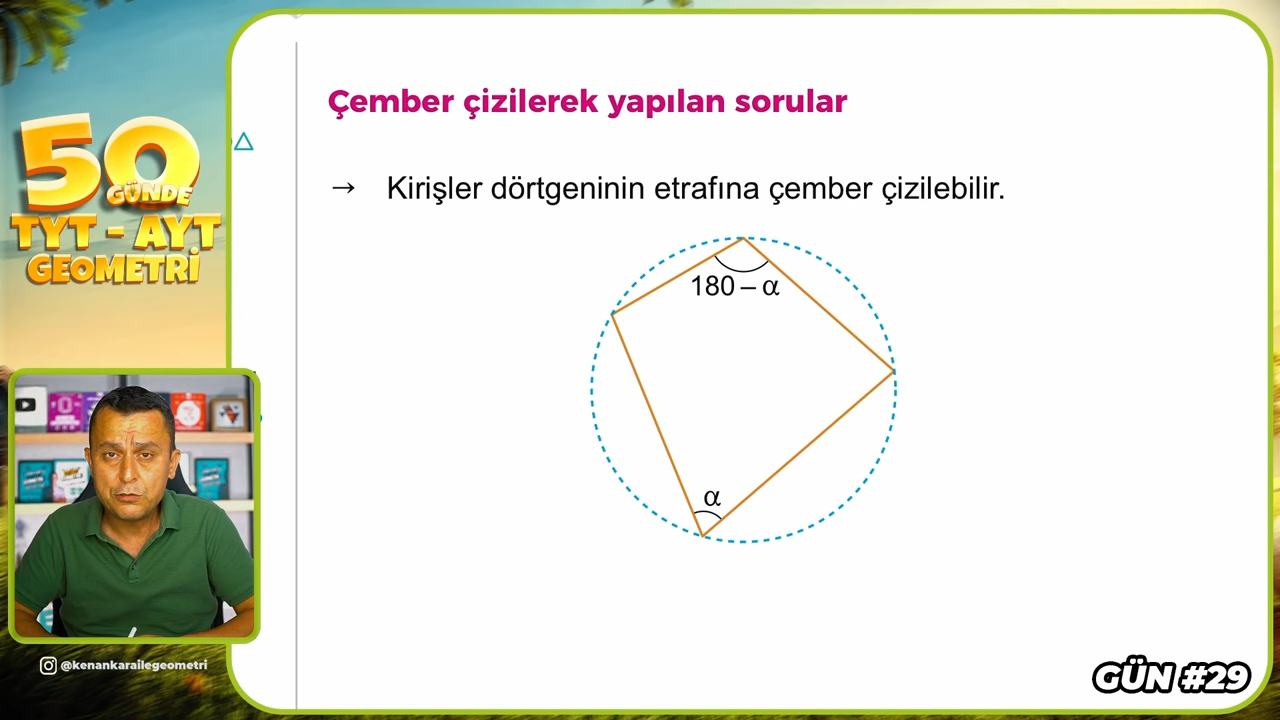 Çember çizilerek yapılan sorular
→ Kirişler dörtgeninin etrafına çember çizilebilir.
180 – α
α
50
GÜNDE
TYT - AYT
GEOMETRİ
@kenankarailegeometri
GÜN #29